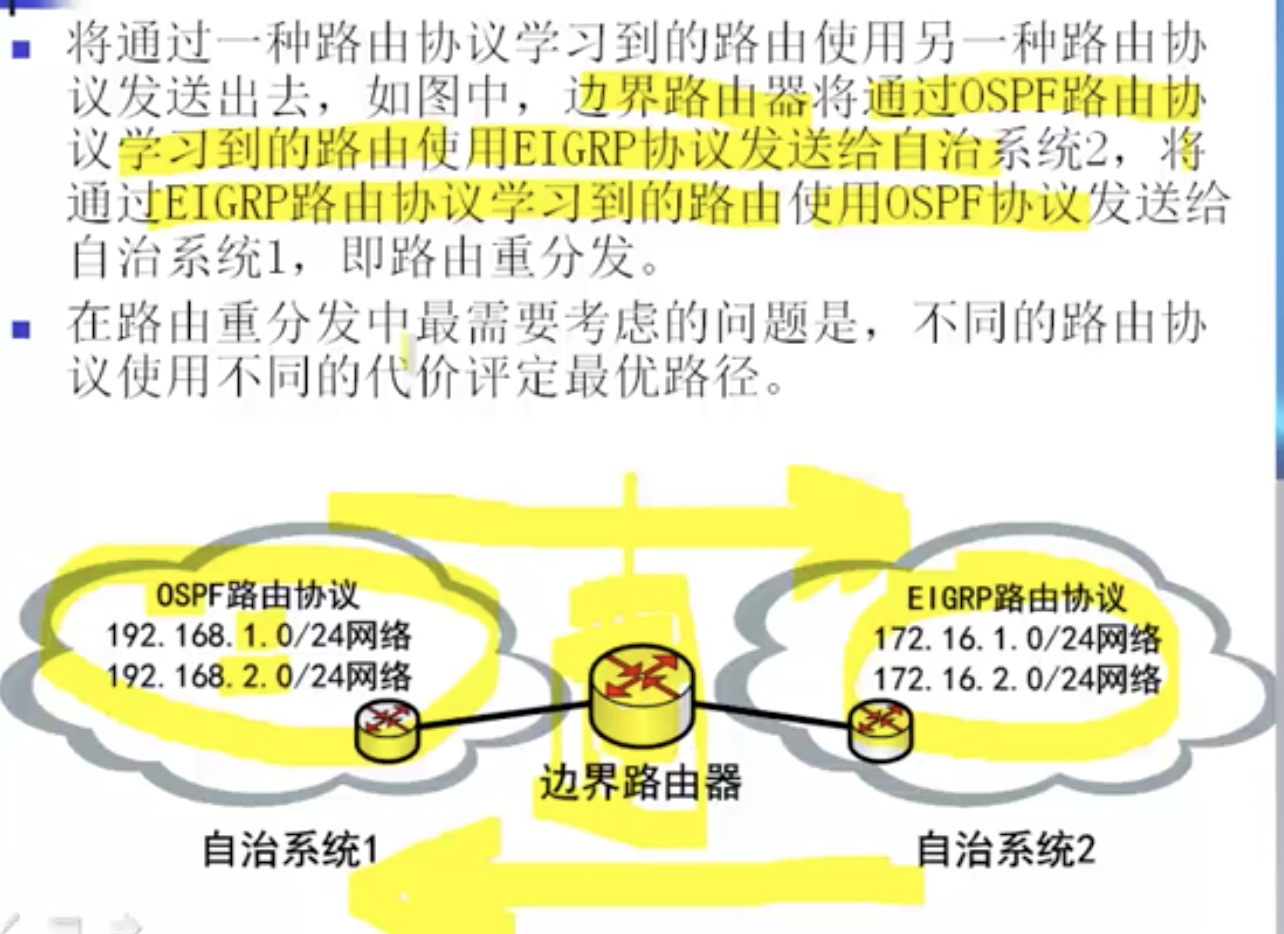 将通过一种路由协议学习到的路由使用另一种路由协
议发送出去，如图中，边界路由器将通过OSPF路由协
议学习到的路由使用EIGRP协议发送给自治系统2，将
通过EIGRP路由协议学习到的路由使用OSPF协议发送给
自治系统1，即路由重分发。
在路由重分发中最需要考虑的问题是，不同的路由协
议使用不同的代价评定最优路径。
OSPF路由协议
192.168.1.0/24网络
192.168.2.0/24网络
EIGRP路由协议
172.16.1.0/24网络
172.16.2.0/24网络
边界路由器
自治系统1
自治系统2